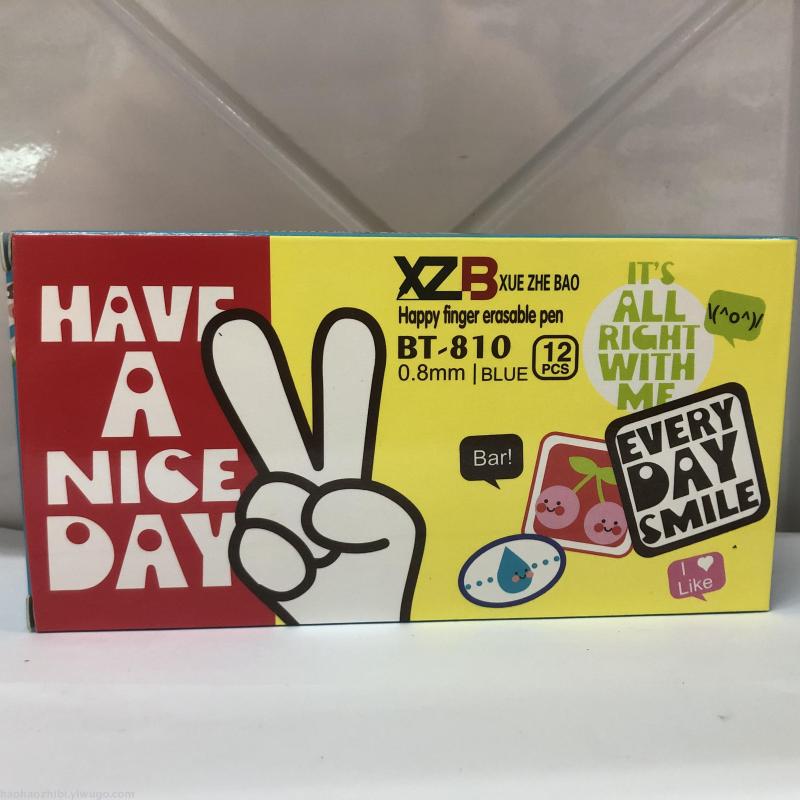 HAVE
A
NICE
DAY
XZB XUE ZHE BAO
Happy finger erasable pen
BT-810
0.8mm | BLUE
12
PCS
IT'S
ALL
RIGHT
WITH
ME
\(^o^)/
Bar!
EVERY
DAY
SMILE
I
Like
haohaozhibi.yiwugo.com